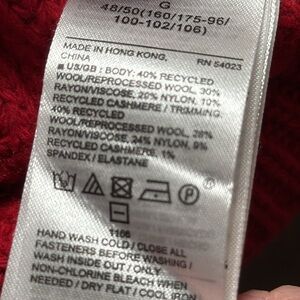 G
48/50(160/175-96/
100-102/106)
MADE IN HONG KONG,
CHINA
RN 54023
US/GB : BODY: 40% RECYCLED
WOOL/REPROCESSED WOOL, 30%
RAYON/VISCOSE, 20% NYLON, 10%
RECYCLED CASHMERE / TRIMMING:
40% RECYCLED
WOOL/REPROCESSED WOOL, 26%
RAYON/VISCOSE, 24% NYLON, 9%
RECYCLED CASHMERE, 1%
SPANDEX / ELASTANE
P
1166
HAND WASH COLD / CLOSE ALL
FASTENERS BEFORE WASHING /
WASH INSIDE OUT / ONLY
NON-CHLORINE BLEACH WHEN
NEEDED / DRY FLAT / COOL IRON